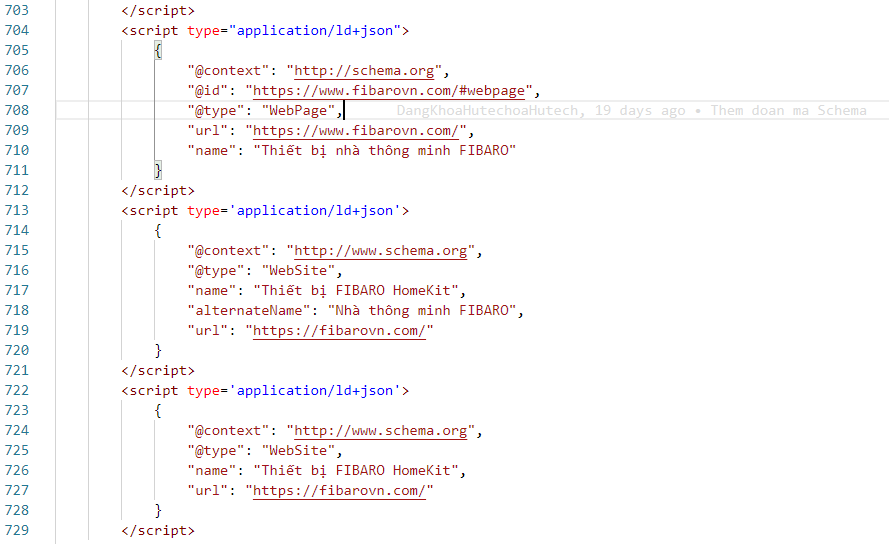 703 </script>
704 <script type="application/ld+json">
705 {
706 "@context": "http://schema.org",
707 "@id": "https://www.fibarovn.com/#webpage",
708 "@type": "WebPage", DangKhoaHutechoaHutech, 19 days ago • Them doan ma Schema
709 "url": "https://www.fibarovn.com/",
710 "name": "Thiết bị nhà thông minh FIBARO"
711 }
712 </script>
713 <script type='application/ld+json'>
714 {
715 "@context": "http://www.schema.org",
716 "@type": "WebSite",
717 "name": "Thiết bị FIBARO HomeKit",
718 "alternateName": "Nhà thông minh FIBARO",
719 "url": "https://fibarovn.com/"
720 }
721 </script>
722 <script type='application/ld+json'>
723 {
724 "@context": "http://www.schema.org",
725 "@type": "WebSite",
726 "name": "Thiết bị FIBARO HomeKit",
727 "url": "https://fibarovn.com/"
728 }
729 </script>